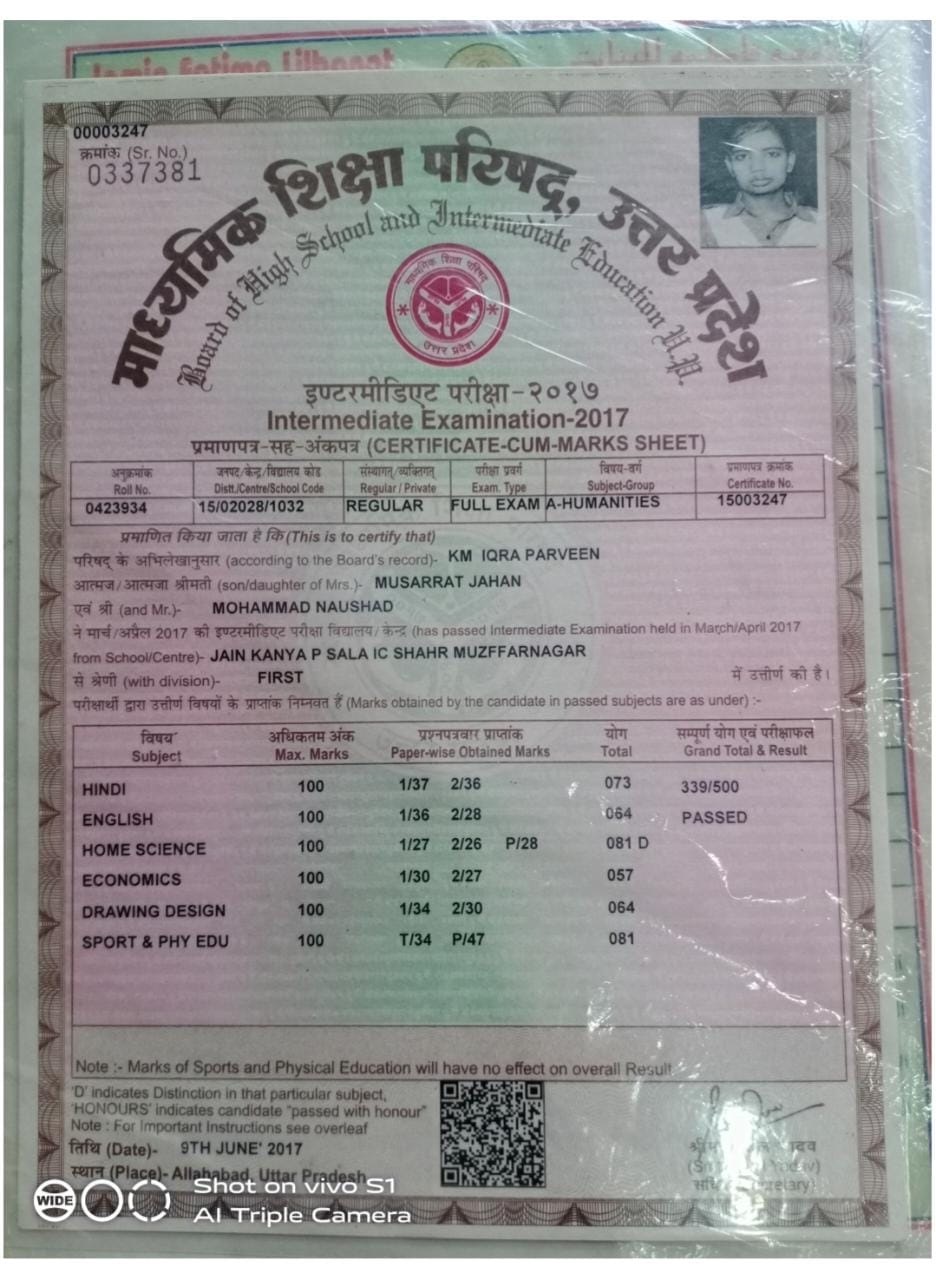 Jamia Fatima Lilbanat
00003247
क्रमांक (Sr. No.)
0337381
माध्यमिक शिक्षा परिषद्, उत्तर प्रदेश
Board of High School and Intermediate Education U.P.
माध्यमिक शिक्षा परिषद्
उत्तर प्रदेश
इण्टरमीडिएट परीक्षा-२०१७
Intermediate Examination-2017
प्रमाणपत्र-सह-अंकपत्र (CERTIFICATE-CUM-MARKS SHEET)
अनुक्रमांक जनपद/केन्द्र/विद्यालय कोड संस्थागत/व्यक्तिगत परीक्षा प्रवर्ग विषय-वर्ग प्रमाणपत्र क्रमांक
Roll No. Distt./Centre/School Code Regular / Private Exam. Type Subject-Group Certificate No.
0423934 15/02028/1032 REGULAR FULL EXAM A-HUMANITIES 15003247
प्रमाणित किया जाता है कि (This is to certify that)
परिषद् के अभिलेखानुसार (according to the Board's record)- KM IQRA PARVEEN
आत्मज/आत्मजा श्रीमती (son/daughter of Mrs.)- MUSARRAT JAHAN
एवं श्री (and Mr.)- MOHAMMAD NAUSHAD
ने मार्च/अप्रैल 2017 की इण्टरमीडिएट परीक्षा विद्यालय/केन्द्र (has passed Intermediate Examination held in March/April 2017
from School/Centre)- JAIN KANYA P SALA IC SHAHR MUZFFARNAGAR
से श्रेणी (with division)- FIRST में उत्तीर्ण की है।
परीक्षार्थी द्वारा उत्तीर्ण विषयों के प्राप्तांक निम्नवत हैं (Marks obtained by the candidate in passed subjects are as under) :-
विषय अधिकतम अंक प्रश्नपत्रवार प्राप्तांक योग सम्पूर्ण योग एवं परीक्षाफल
Subject Max. Marks Paper-wise Obtained Marks Total Grand Total & Result
HINDI 100 1/37 2/36 073 339/500
ENGLISH 100 1/36 2/28 064 PASSED
HOME SCIENCE 100 1/27 2/26 P/28 081 D
ECONOMICS 100 1/30 2/27 057
DRAWING DESIGN 100 1/34 2/30 064
SPORT & PHY EDU 100 T/34 P/47 081
Note :- Marks of Sports and Physical Education will have no effect on overall Result.
'D' indicates Distinction in that particular subject,
'HONOURS' indicates candidate "passed with honour"
Note : For Important Instructions see overleaf
तिथि (Date)- 9TH JUNE' 2017
स्थान (Place)- Allahabad, Uttar Pradesh
WIDE
Shot on vivo S1
AI Triple Camera